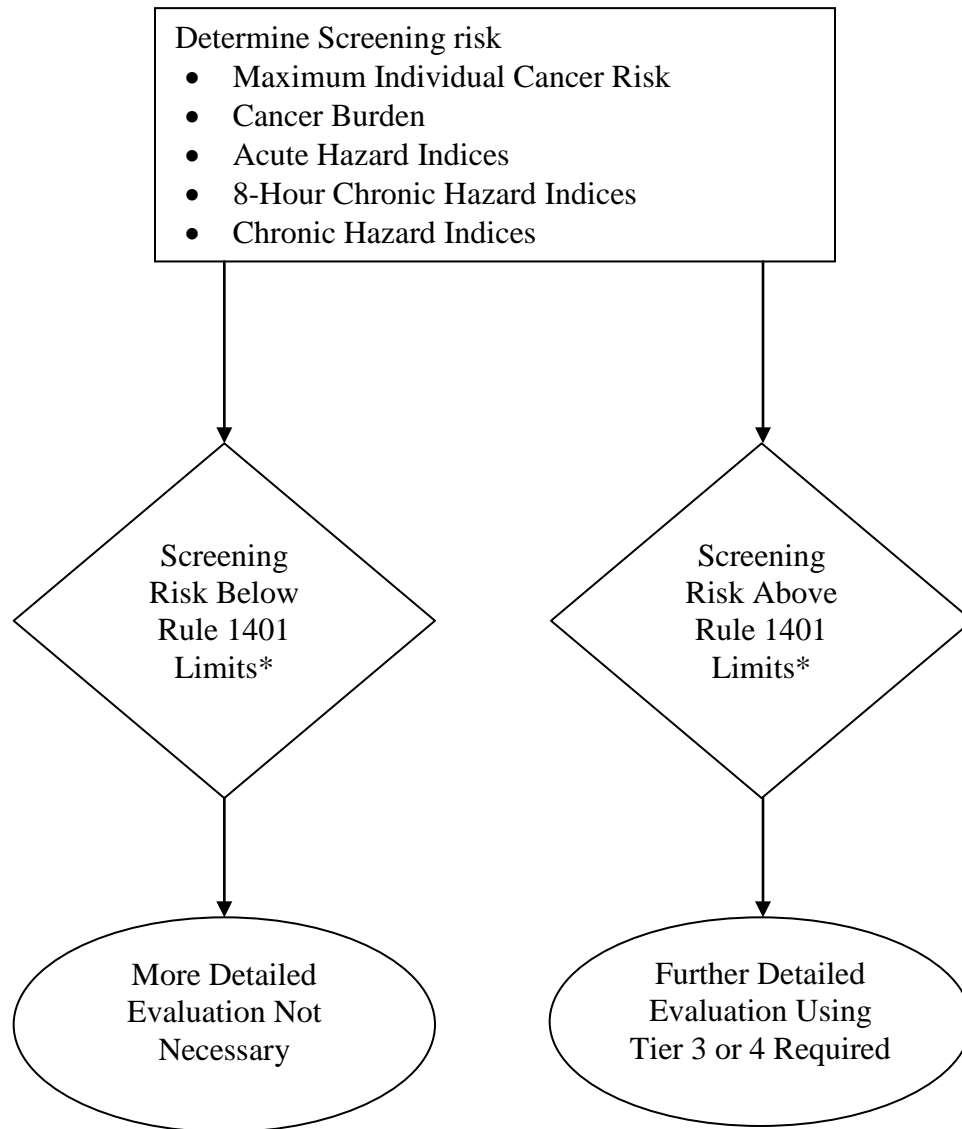 Determine Screening risk
• Maximum Individual Cancer Risk
• Cancer Burden
• Acute Hazard Indices
• 8-Hour Chronic Hazard Indices
• Chronic Hazard Indices
Screening
Risk Below
Rule 1401
Limits*
Screening
Risk Above
Rule 1401
Limits*
More Detailed
Evaluation Not
Necessary
Further Detailed
Evaluation Using
Tier 3 or 4 Required